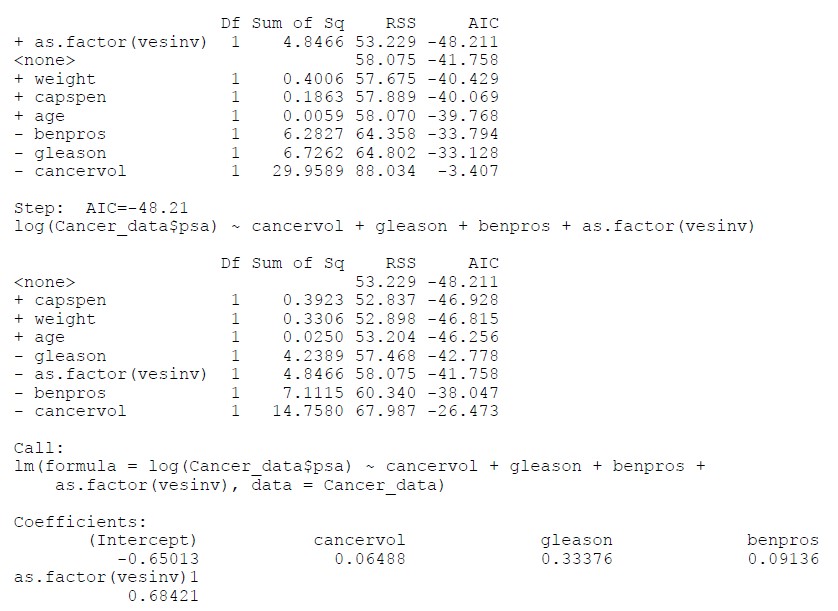 Df Sum of Sq    RSS     AIC
+ as.factor(vesinv)  1    4.8466 53.229 -48.211
<none>                            58.075 -41.758
+ weight             1    0.4006 57.675 -40.429
+ capspen            1    0.1863 57.889 -40.069
+ age                1    0.0059 58.070 -39.768
- benpros            1    6.2827 64.358 -33.794
- gleason            1    6.7262 64.802 -33.128
- cancervol          1   29.9589 88.034  -3.407

Step:  AIC=-48.21
log(Cancer_data$psa) ~ cancervol + gleason + benpros + as.factor(vesinv)

                       Df Sum of Sq    RSS     AIC
<none>                            53.229 -48.211
+ capspen            1    0.3923 52.837 -46.928
+ weight             1    0.3306 52.898 -46.815
+ age                1    0.0250 53.204 -46.256
- gleason            1    4.2389 57.468 -42.778
- as.factor(vesinv)  1    4.8466 58.075 -41.758
- benpros            1    7.1115 60.340 -38.047
- cancervol          1   14.7580 67.987 -26.473

Call:
lm(formula = log(Cancer_data$psa) ~ cancervol + gleason + benpros +
    as.factor(vesinv), data = Cancer_data)

Coefficients:
       (Intercept)           cancervol             gleason             benpros
          -0.65013             0.06488             0.33376             0.09136
as.factor(vesinv)1
           0.68421